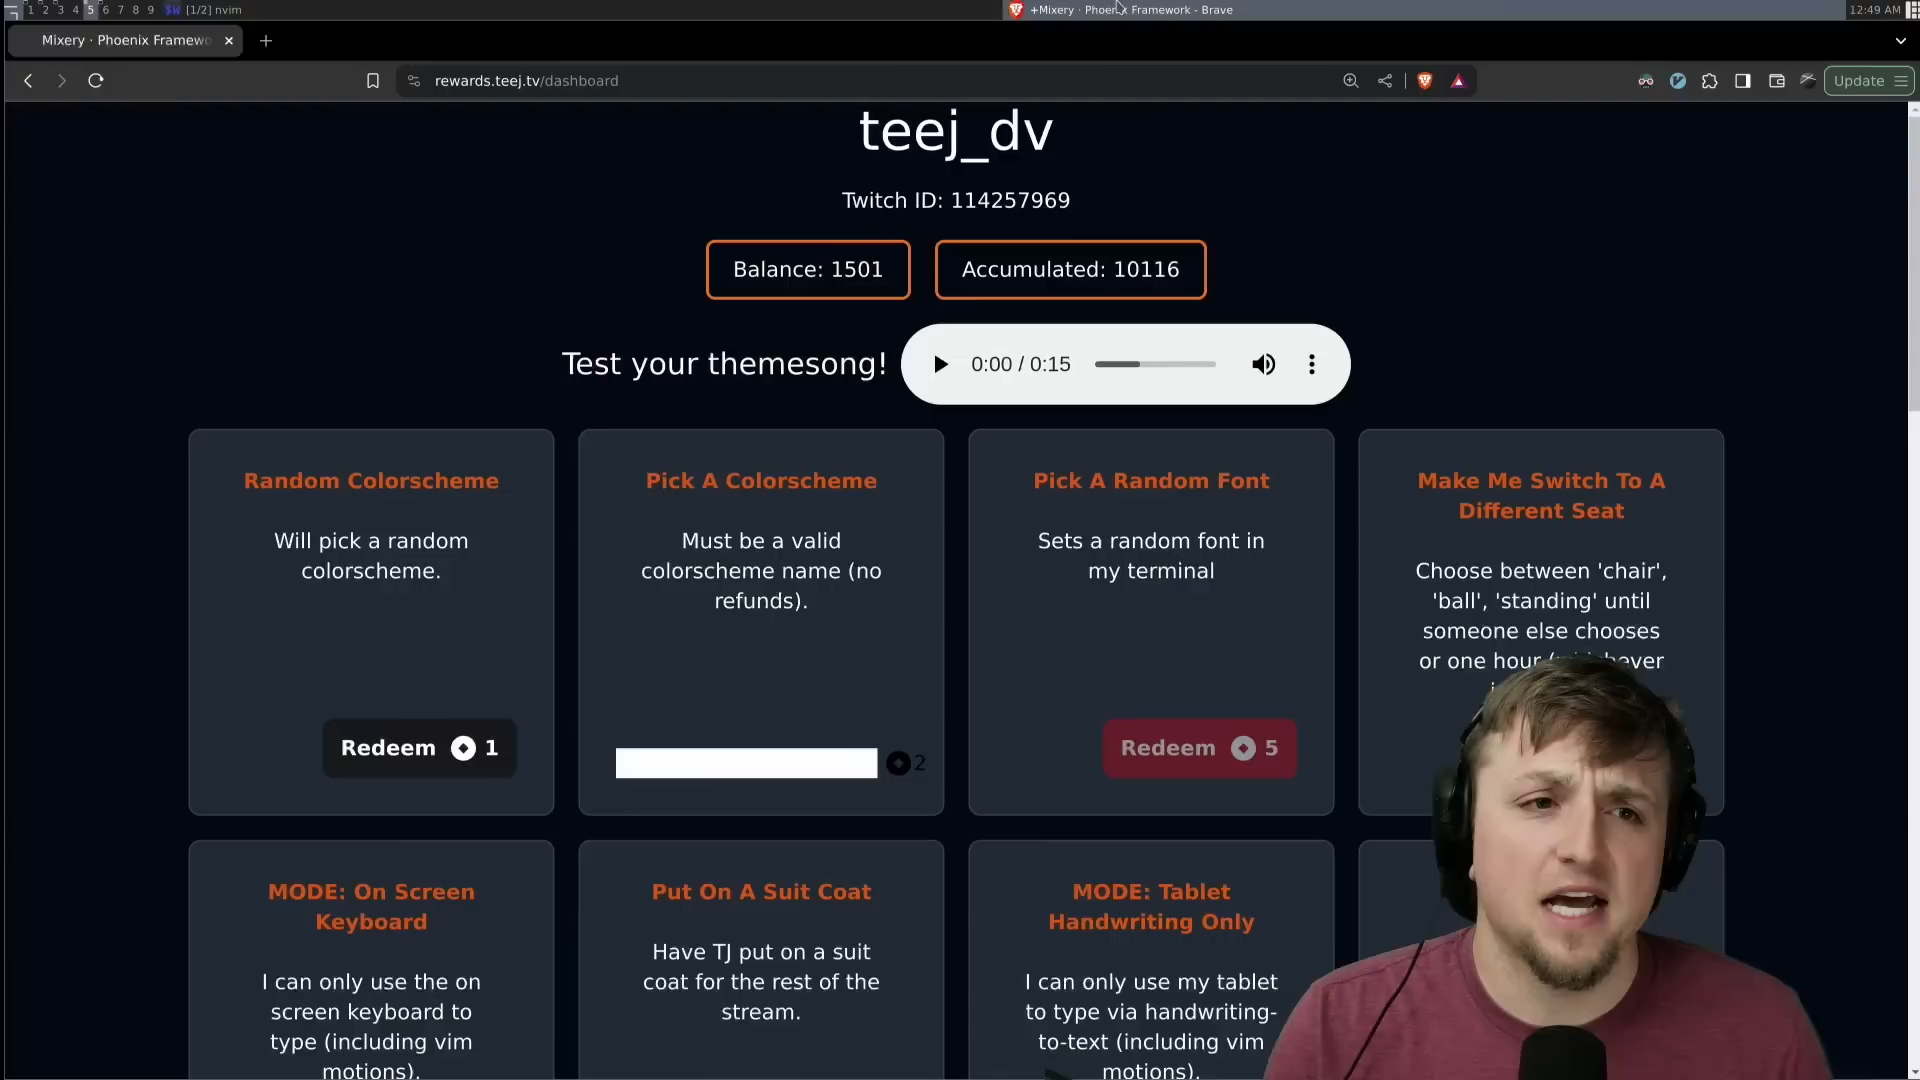 1 2 3 4 5 6 7 8 9 $W [1/2] nvim
+Mixery · Phoenix Framework - Brave
12:49 AM
Mixery · Phoenix Framewo
rewards.teej.tv/dashboard
Update
teej_dv
Twitch ID: 114257969
Balance: 1501
Accumulated: 10116
Test your themesong!
0:00 / 0:15
Random Colorscheme
Will pick a random
colorscheme.
Redeem 1
Pick A Colorscheme
Must be a valid
colorscheme name (no
refunds).
2
Pick A Random Font
Sets a random font in
my terminal
Redeem 5
Make Me Switch To A
Different Seat
Choose between 'chair',
'ball', 'standing' until
someone else chooses
or one hour
MODE: On Screen
Keyboard
I can only use the on
screen keyboard to
type (including vim
motions).
Put On A Suit Coat
Have TJ put on a suit
coat for the rest of the
stream.
MODE: Tablet
Handwriting Only
I can only use my tablet
to type via handwriting-
to-text (including vim
motions).